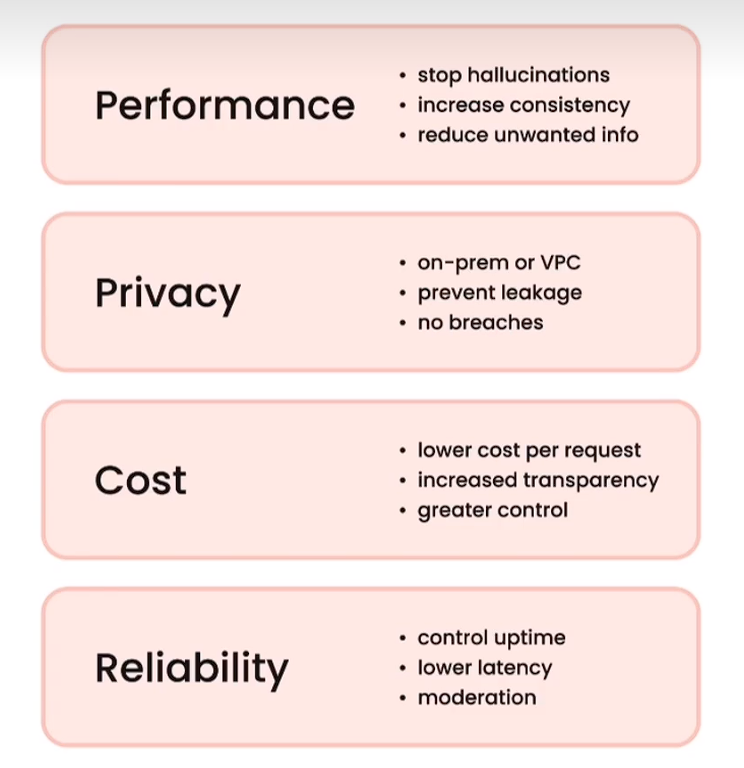 Performance
• stop hallucinations
• increase consistency
• reduce unwanted info
Privacy
• on-prem or VPC
• prevent leakage
• no breaches
Cost
• lower cost per request
• increased transparency
• greater control
Reliability
• control uptime
• lower latency
• moderation